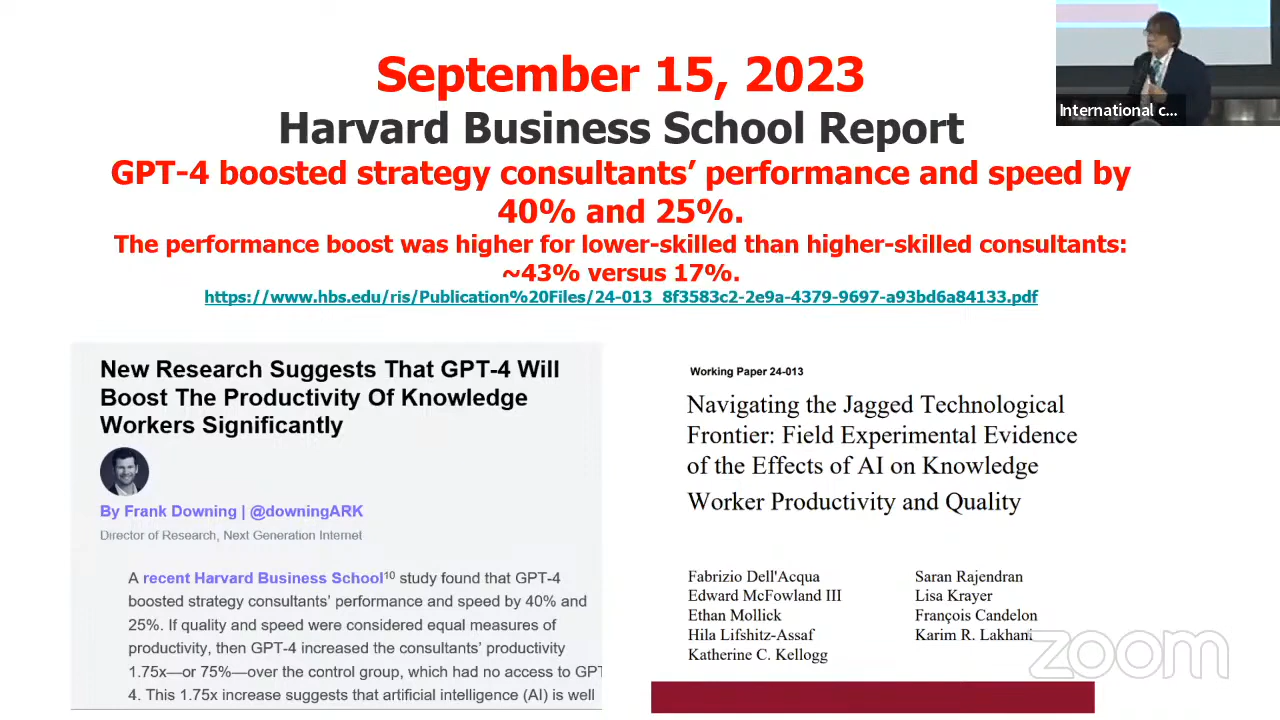 September 15, 2023
Harvard Business School Report
GPT-4 boosted strategy consultants’ performance and speed by
40% and 25%.
The performance boost was higher for lower-skilled than higher-skilled consultants:
~43% versus 17%.
https://www.hbs.edu/ris/Publication%20Files/24-013_8f3583c2-2e9a-4379-9697-a93bd6a84133.pdf
International c...
New Research Suggests That GPT-4 Will
Boost The Productivity Of Knowledge
Workers Significantly
By Frank Downing | @downingARK
Director of Research, Next Generation Internet
A recent Harvard Business School10 study found that GPT-4
boosted strategy consultants’ performance and speed by 40% and
25%. If quality and speed were considered equal measures of
productivity, then GPT-4 increased the consultants’ productivity
1.75x—or 75%—over the control group, which had no access to GPT
4. This 1.75x increase suggests that artificial intelligence (AI) is well
Working Paper 24-013
Navigating the Jagged Technological
Frontier: Field Experimental Evidence
of the Effects of AI on Knowledge
Worker Productivity and Quality
Fabrizio Dell'Acqua
Edward McFowland III
Ethan Mollick
Hila Lifshitz-Assaf
Katherine C. Kellogg
Saran Rajendran
Lisa Krayer
François Candelon
Karim R. Lakhani
zoom